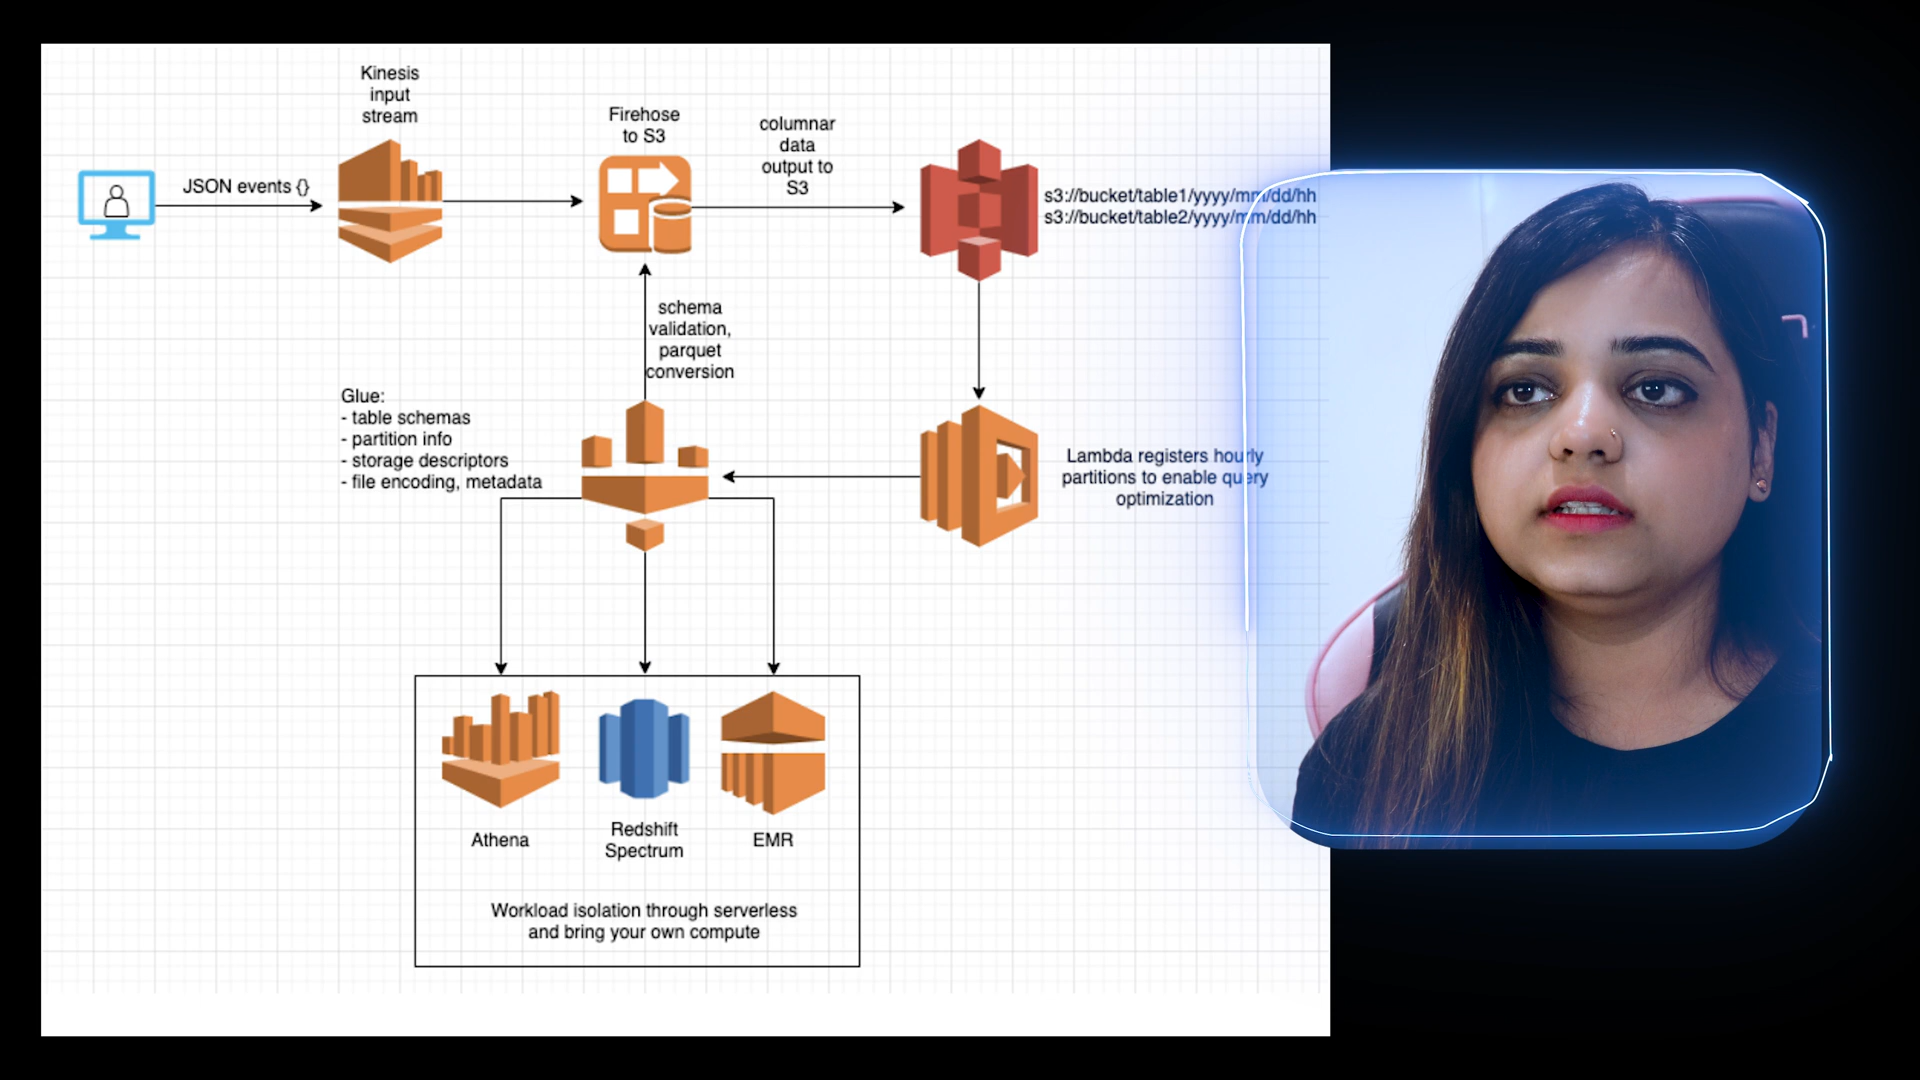 Kinesis
input
stream
Firehose
to S3
columnar
data
output to
S3
JSON events {}
s3://bucket/table1/yyyy/mm/dd/hh
s3://bucket/table2/yyyy/mm/dd/hh
schema
validation,
parquet
conversion
Glue:
- table schemas
- partition info
- storage descriptors
- file encoding, metadata
Lambda registers hourly
partitions to enable query
optimization
Athena
Redshift
Spectrum
EMR
Workload isolation through serverless
and bring your own compute